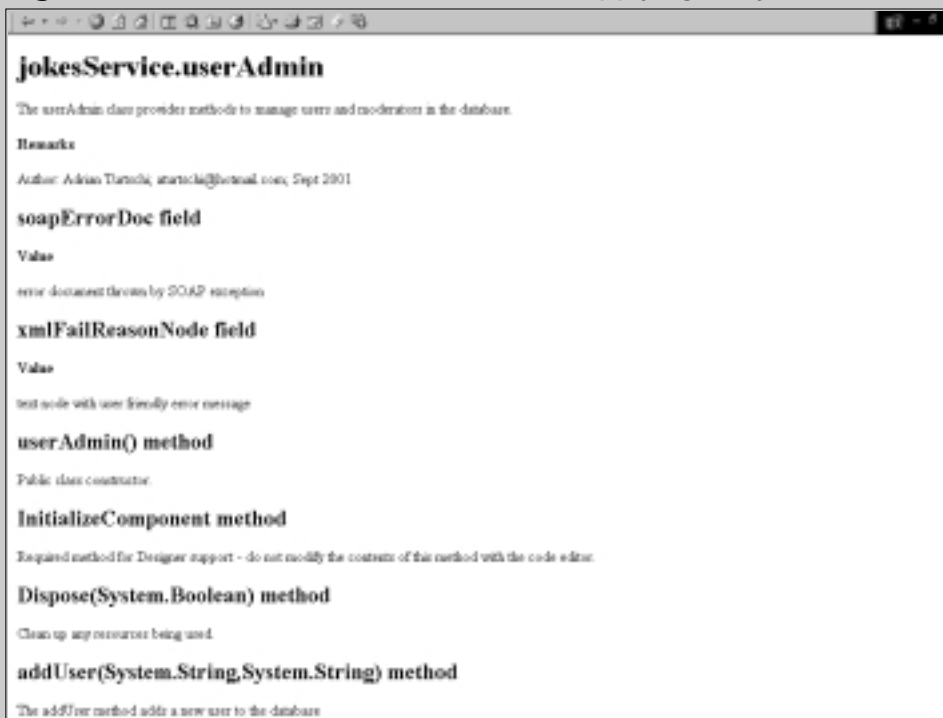 jokesService.userAdmin
The userAdmin class provides methods to manage users and moderators in the database.
Remarks
Author: Adrian Turtschi; aturtschi@hotmail.com; Sept 2001
soapErrorDoc field
Value
error document thrown by SOAP exception
xmlFailReasonNode field
Value
text node with user friendly error message
userAdmin() method
Public class constructor.
InitializeComponent method
Required method for Designer support - do not modify the contents of this method with the code editor.
Dispose(System.Boolean) method
Clean up any resources being used.
addUser(System.String,System.String) method
The addUser method adds a new user to the database